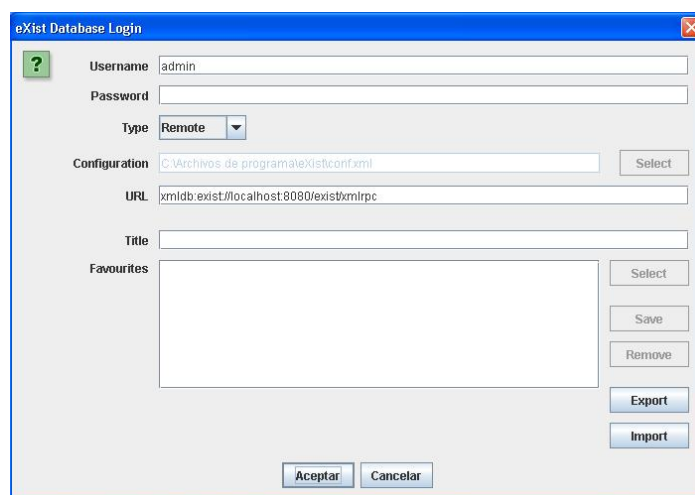 eXist Database Login
?
Username admin
Password
Type Remote
Configuration C:\Archivos de programa\eXist\conf.xml Select
URL xmldb:exist://localhost:8080/exist/xmlrpc
Title
Favourites
Select
Save
Remove
Export
Import
Aceptar Cancelar